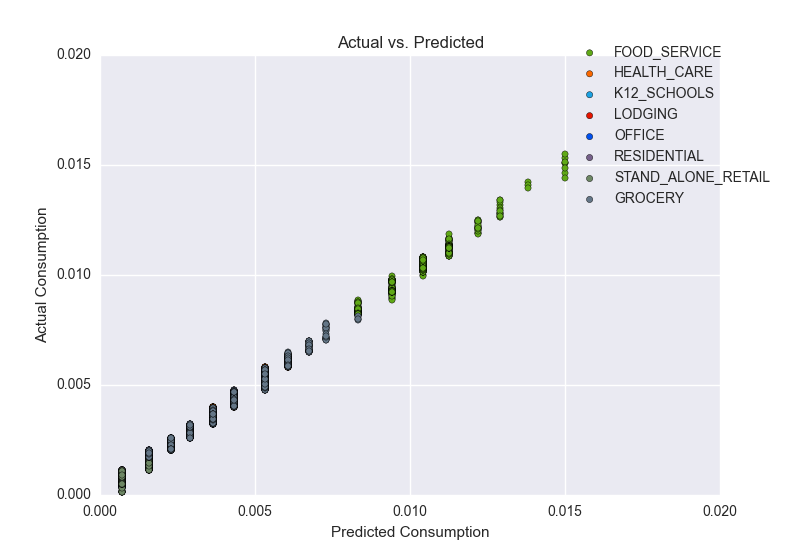 Actual vs. Predicted
FOOD_SERVICE
HEALTH_CARE
K12_SCHOOLS
LODGING
OFFICE
RESIDENTIAL
STAND_ALONE_RETAIL
GROCERY
Actual Consumption
0.020
0.015
0.010
0.005
0.000
0.000 0.005 0.010 0.015 0.020
Predicted Consumption